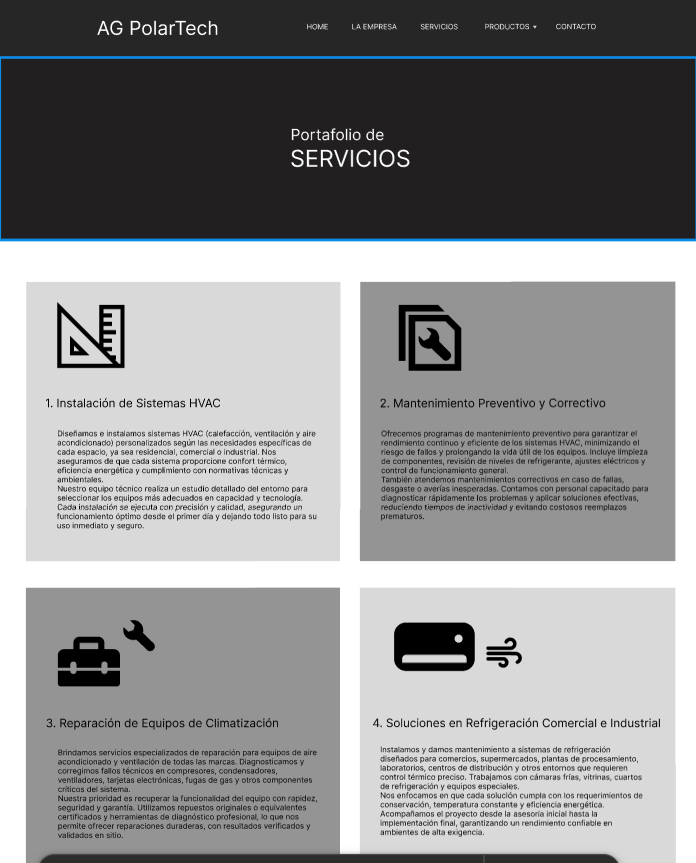 AG PolarTech
HOME LA EMPRESA SERVICIOS PRODUCTOS CONTACTO
Portafolio de
SERVICIOS
1. Instalación de Sistemas HVAC
Diseñamos e instalamos sistemas HVAC (calefacción, ventilación y aire
acondicionado) personalizados según las necesidades específicas de
cada espacio, ya sea residencial, comercial o industrial. Nos
aseguramos de que cada sistema proporcione confort térmico,
eficiencia energética y cumplimiento con normativas técnicas y
ambientales.
Nuestro equipo técnico realiza un estudio detallado del entorno para
seleccionar los equipos más adecuados en capacidad y tecnología.
Cada instalación se ejecuta con precisión y calidad, asegurando un
funcionamiento óptimo desde el primer día y dejando todo listo para su
uso inmediato y seguro.
2. Mantenimiento Preventivo y Correctivo
Ofrecemos programas de mantenimiento preventivo para garantizar el
rendimiento continuo y eficiente de los sistemas HVAC, minimizando el
riesgo de fallos y prolongando la vida útil de los equipos. Incluye limpieza
de componentes, revisión de niveles de refrigerante, ajustes eléctricos y
control de funcionamiento general.
También atendemos mantenimientos correctivos en caso de fallas,
desgaste o averías inesperadas. Contamos con personal capacitado para
diagnosticar rápidamente los problemas y aplicar soluciones efectivas,
reduciendo tiempos de inactividad y evitando costosos reemplazos
prematuros.
3. Reparación de Equipos de Climatización
Brindamos servicios especializados de reparación para equipos de aire
acondicionado y ventilación de todas las marcas. Diagnosticamos y
corregimos fallos técnicos en compresores, condensadores,
ventiladores, tarjetas electrónicas, fugas de gas y otros componentes
críticos del sistema.
Nuestra prioridad es recuperar la funcionalidad del equipo con rapidez,
seguridad y garantía. Utilizamos repuestos originales o equivalentes
certificados y herramientas de diagnóstico profesional, lo que nos
permite ofrecer reparaciones duraderas, con resultados verificados y
validados en sitio.
4. Soluciones en Refrigeración Comercial e Industrial
Instalamos y damos mantenimiento a sistemas de refrigeración
diseñados para comercios, supermercados, plantas de procesamiento,
laboratorios, centros de distribución y otros entornos que requieren
control térmico preciso. Trabajamos con cámaras frías, vitrinas, cuartos
de refrigeración y equipos especiales.
Nos enfocamos en que cada solución cumpla con los requerimientos de
conservación, temperatura constante y eficiencia energética.
Acompañamos el proyecto desde la asesoría inicial hasta la
implementación final, garantizando un rendimiento confiable en
ambientes de alta exigencia.